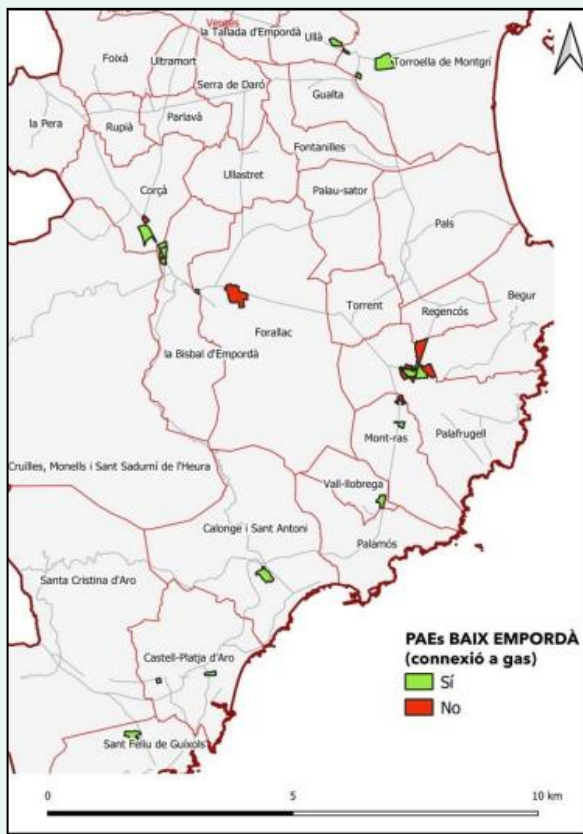 Verges
la Tallada d'Empordà
Ullà
Foixà
Ultramort
Torroella de Montgrí
Serra de Daró
Gualta
la Pera
Rupià
Parlavà
Fontanilles
Ullastret
Corçà
Palau-sator
Pals
Torrent
Regencós
Begur
Forallac
la Bisbal d'Empordà
Mont-ras
Palafrugell
Cruïlles, Monells i Sant Sadurní de l'Heura
Vall-llobrega
Calonge i Sant Antoni
Palamós
Santa Cristina d'Aro
Castell-Platja d'Aro
Sant Feliu de Guíxols
PAEs BAIX EMPORDÀ
(connexió a gas)
Sí
No
0 5 10 km